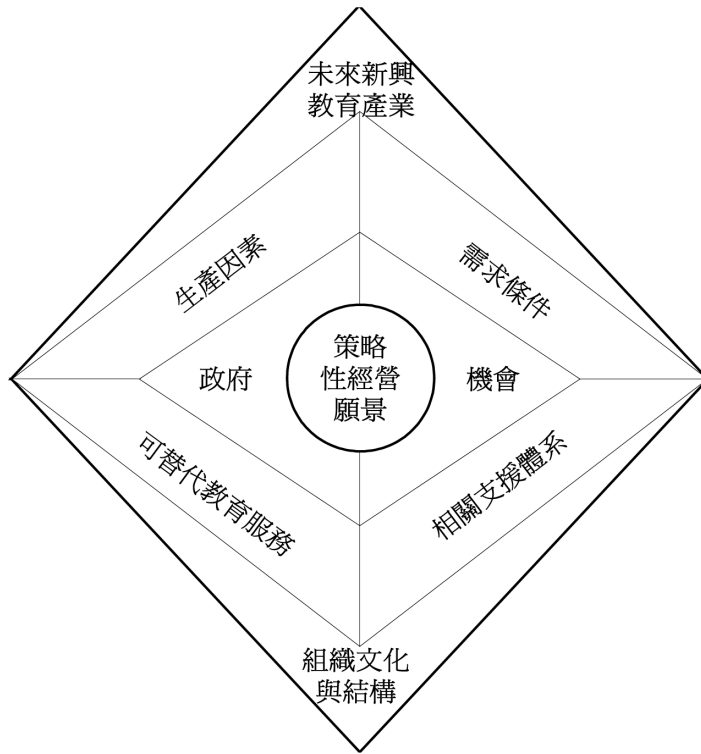 未來新興
教育產業
生產因素
需求條件
政府
策略
性經營
願景
機會
可替代教育服務
相關支援體系
組織文化
與結構